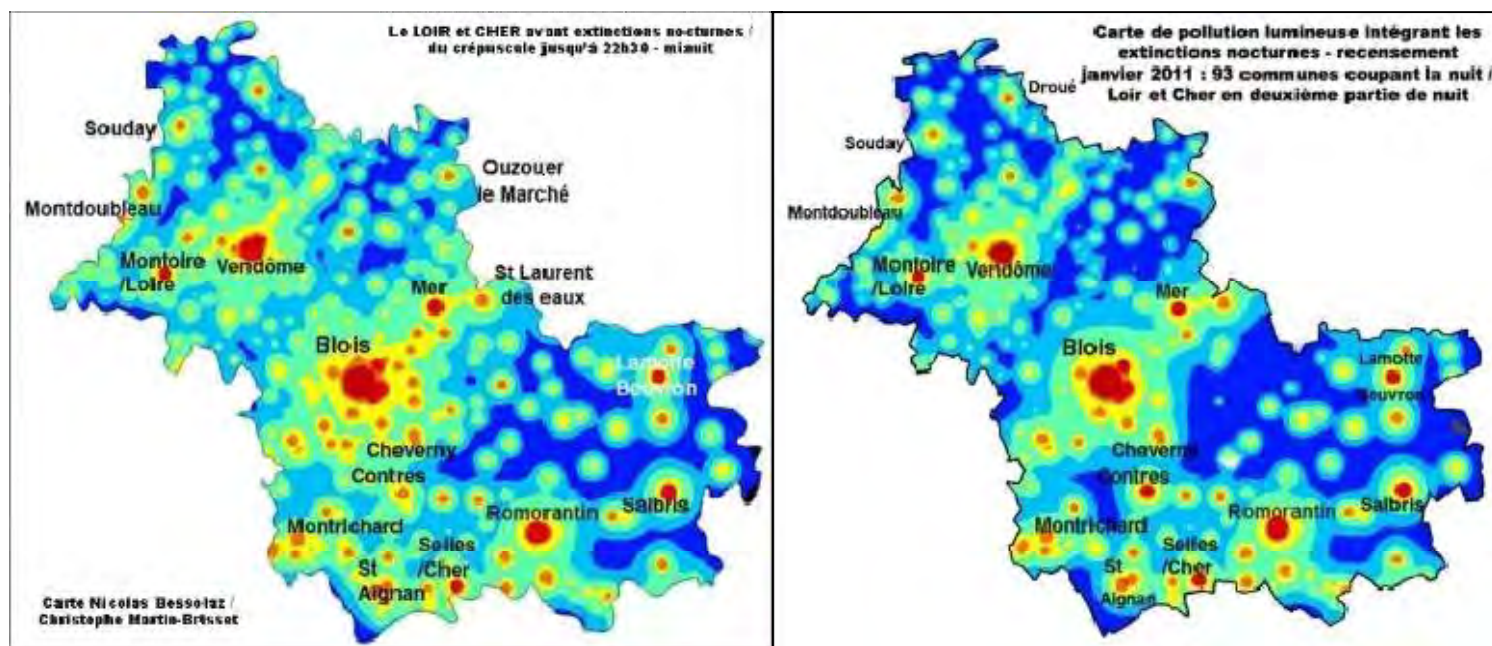 Le LOIR et CHER avant extinctions nocturnes /
du crépuscule jusqu'à 22h30 - minuit
Souday
Ouzouer
le Marché
Montdoubleau
Montoire
/Loire
Vendôme
St Laurent
des eaux
Mer
Blois
Lamotte
Beuvron
Cheverny
Contres
Montrichard
Romorantin
Salbris
Selles
/Cher
St
Aignan
Carte Nicolas Bessolaz /
Christophe Martin-Brisset
Carte de pollution lumineuse intégrant les
extinctions nocturnes - recensement
janvier 2011 : 93 communes coupant la nuit /
Loir et Cher en deuxième partie de nuit
Droué
Souday
Montdoubleau
Montoire
/Loire
Vendôme
Mer
Blois
Lamotte
Beuvron
Cheverny
Contres
Montrichard
Romorantin
Salbris
Selles
/Cher
St
Aignan